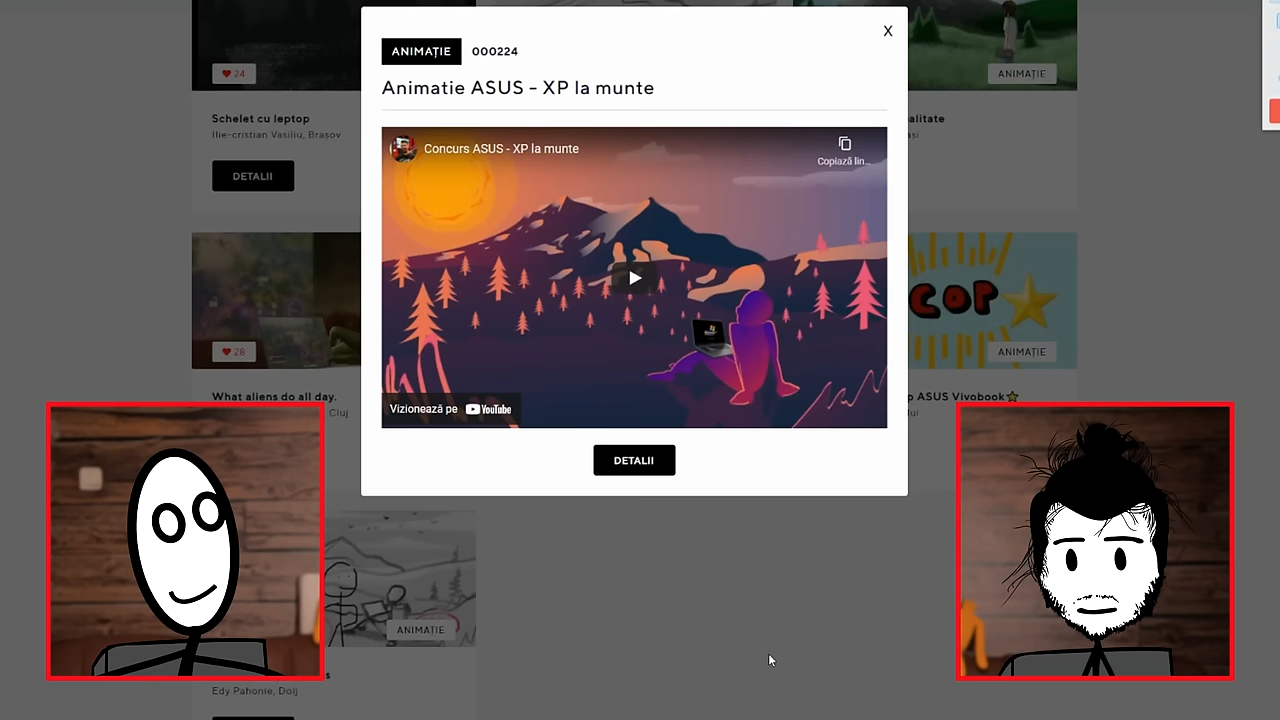 X
ANIMAȚIE 000224
Animatie ASUS - XP la munte
Concurs ASUS - XP la munte
Copiază lin...
Vizionează pe YouTube
DETALII
24
ANIMAȚIE
Schelet cu leptop
Ilie-cristian Vasiliu, Brașov
DETALII
28
COP
ANIMAȚIE
What aliens do all day.
Cluj
ASUS Vivobook
ANIMAȚIE
Edy Pahonie, Dolj